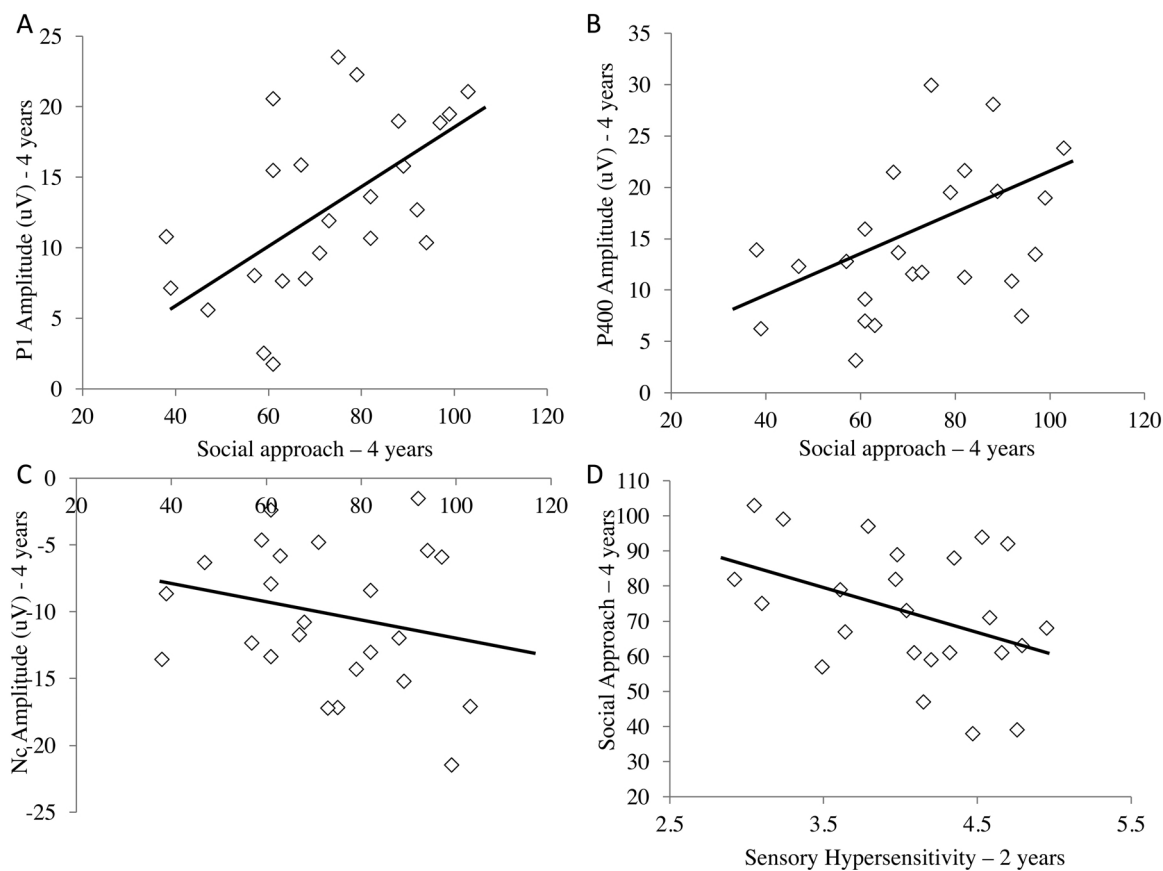 A
25
20
15
10
5
0
P1 Amplitude (uV) - 4 years
20 40 60 80 100 120
Social approach – 4 years
B
35
30
25
20
15
10
5
0
P400 Amplitude (uV) - 4 years
20 40 60 80 100 120
Social approach – 4 years
C
0
20 40 60 80 100 120
-5
-10
-15
-20
-25
Nc Amplitude (uV) - 4 years
D
110
100
90
80
70
60
50
40
30
20
Social Approach – 4 years
2.5 3.5 4.5 5.5
Sensory Hypersensitivity – 2 years